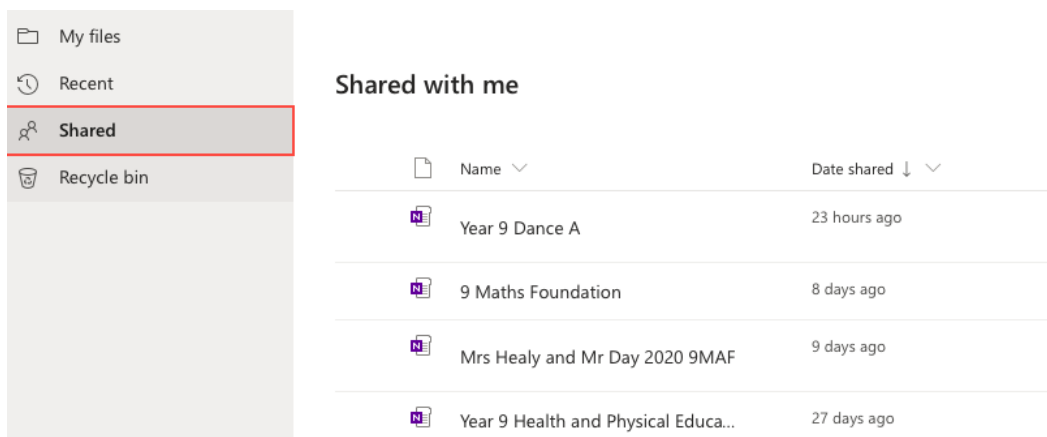 My files
Recent
Shared
Recycle bin
Shared with me
Name Date shared ↓
Year 9 Dance A 23 hours ago
9 Maths Foundation 8 days ago
Mrs Healy and Mr Day 2020 9MAF 9 days ago
Year 9 Health and Physical Educa... 27 days ago